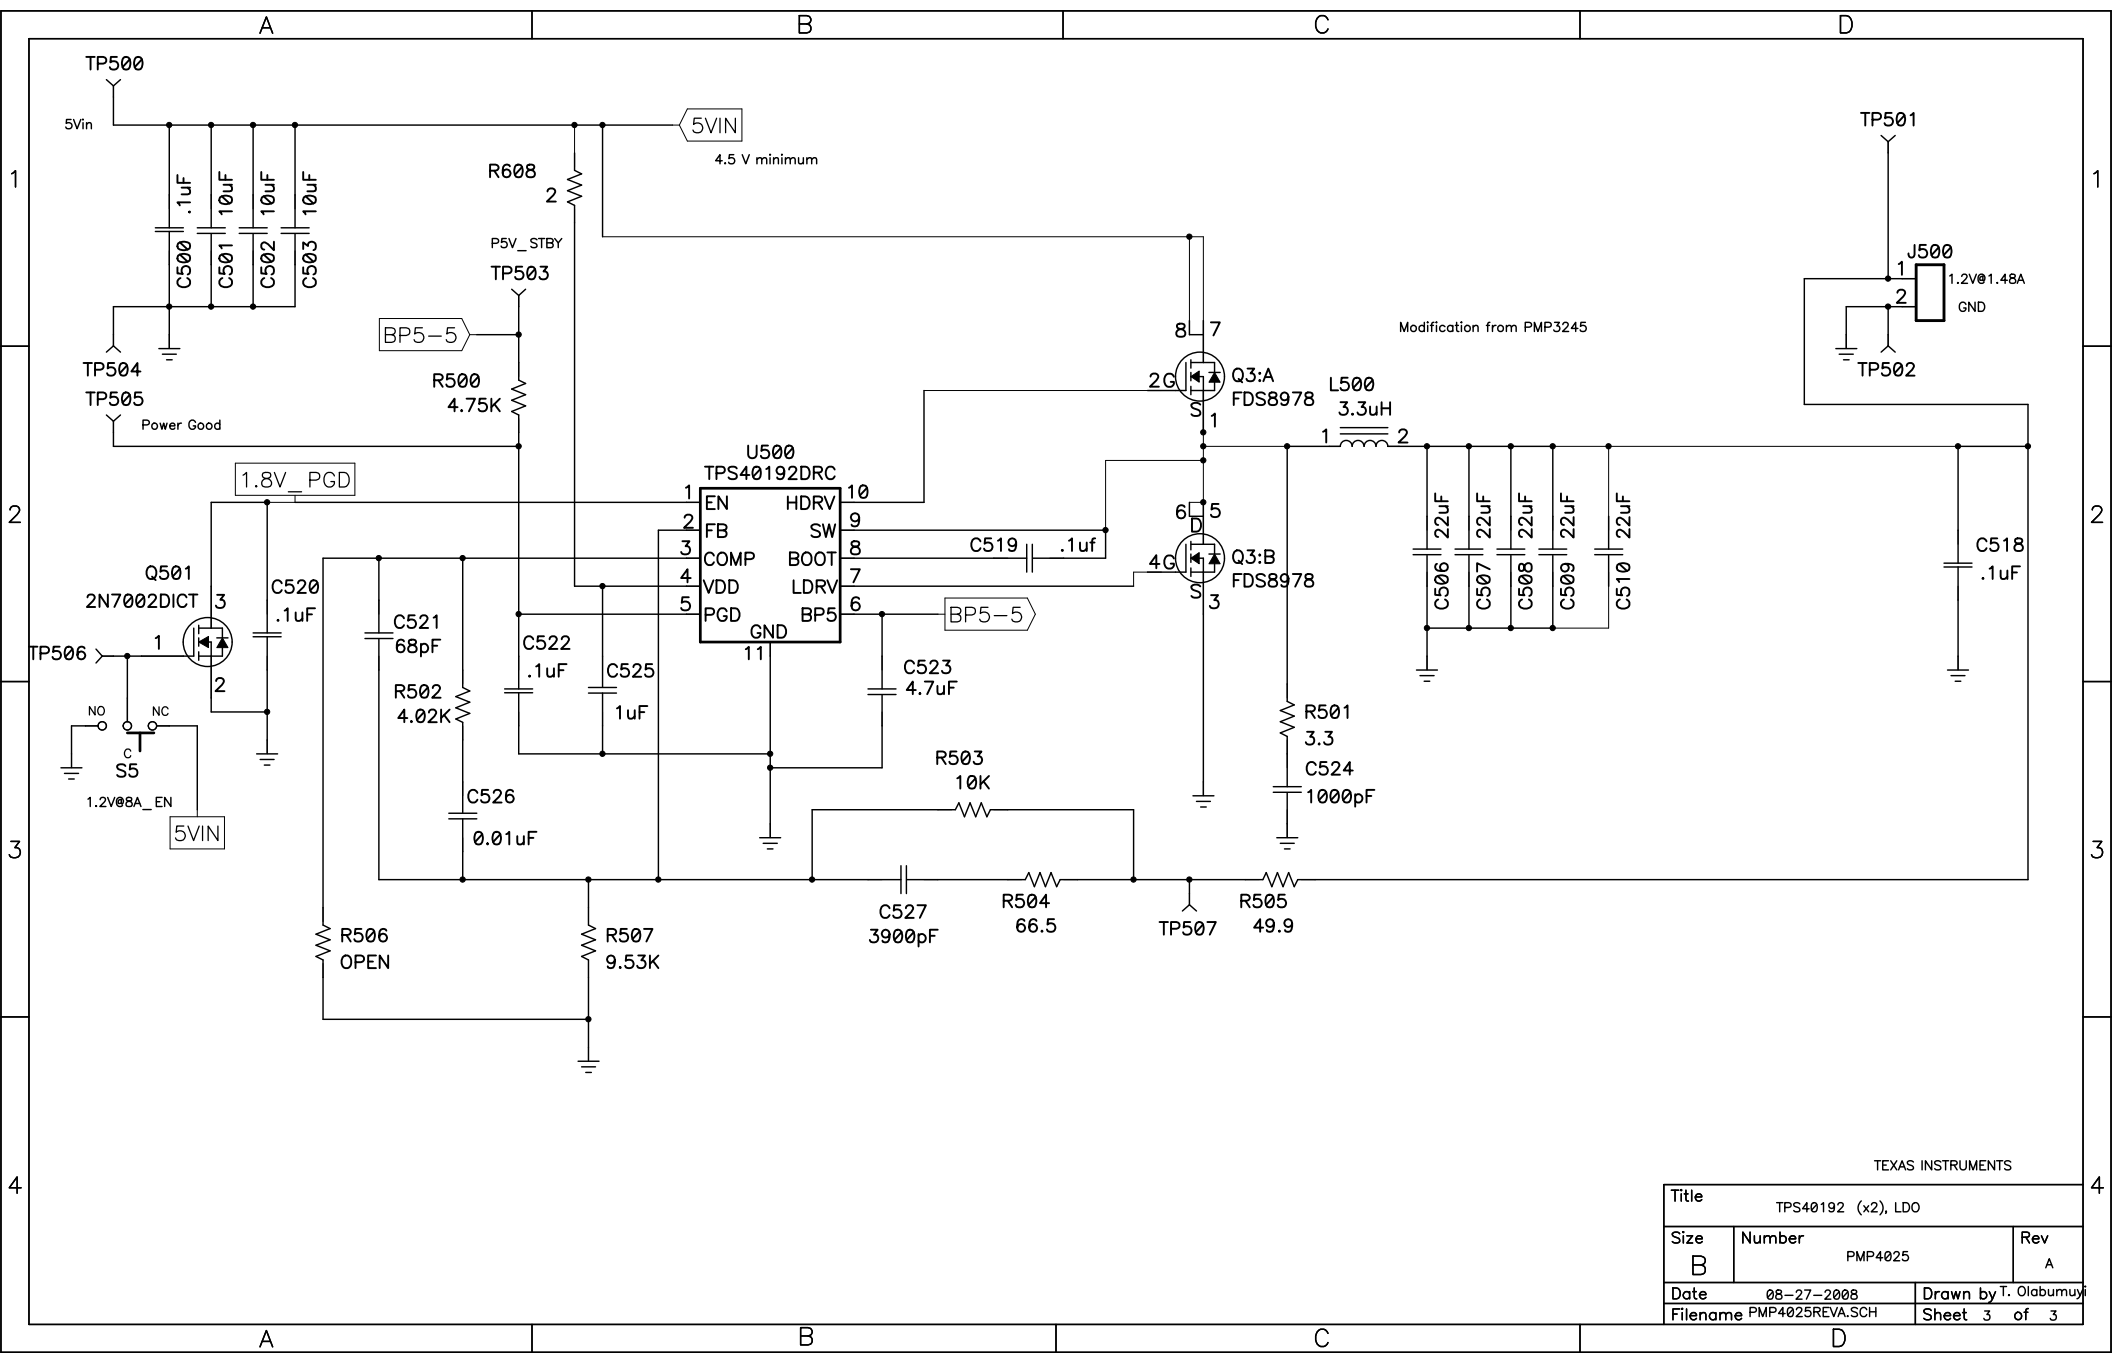 A B C D
TP500
5Vin
5VIN
4.5 V minimum
TP501
1
1
.1uF
10uF
10uF
10uF
C500
C501
C502
C503
R608
2
P5V_STBY
TP503
J500
1
1.2V@1.48A
2
GND
TP502
BP5-5
8 7
Modification from PMP3245
TP504
TP505
Power Good
R500
4.75K
2G
Q3:A
FDS8978
S
1
L500
3.3uH
1 2
U500
TPS40192DRC
1.8V_PGD
1 EN
2 FB
3 COMP
4 VDD
5 PGD
GND
11
HDRV 10
SW 9
BOOT 8
LDRV 7
BP5 6
BP5-5
C519 .1uf
6 5
D
4G
Q3:B
FDS8978
S
3
2
2
22uF
22uF
22uF
22uF
22uF
C506
C507
C508
C509
C510
C518
.1uF
Q501
2N7002DICT
3
1
2
TP506
C520
.1uF
C521
68pF
C522
.1uF
C525
1uF
C523
4.7uF
R502
4.02K
R501
3.3
C524
1000pF
NO
NC
C
S5
1.2V@8A_EN
5VIN
C526
0.01uF
R503
10K
3
3
C527
3900pF
R504
66.5
TP507
R505
49.9
R506
OPEN
R507
9.53K
4
4
TEXAS INSTRUMENTS
Title
TPS40192 (x2), LDO
Size
B
Number
PMP4025
Rev
A
Date 08-27-2008
Drawn by T. Olabumuyi
Filename PMP4025REVA.SCH
Sheet 3 of 3
A B C D